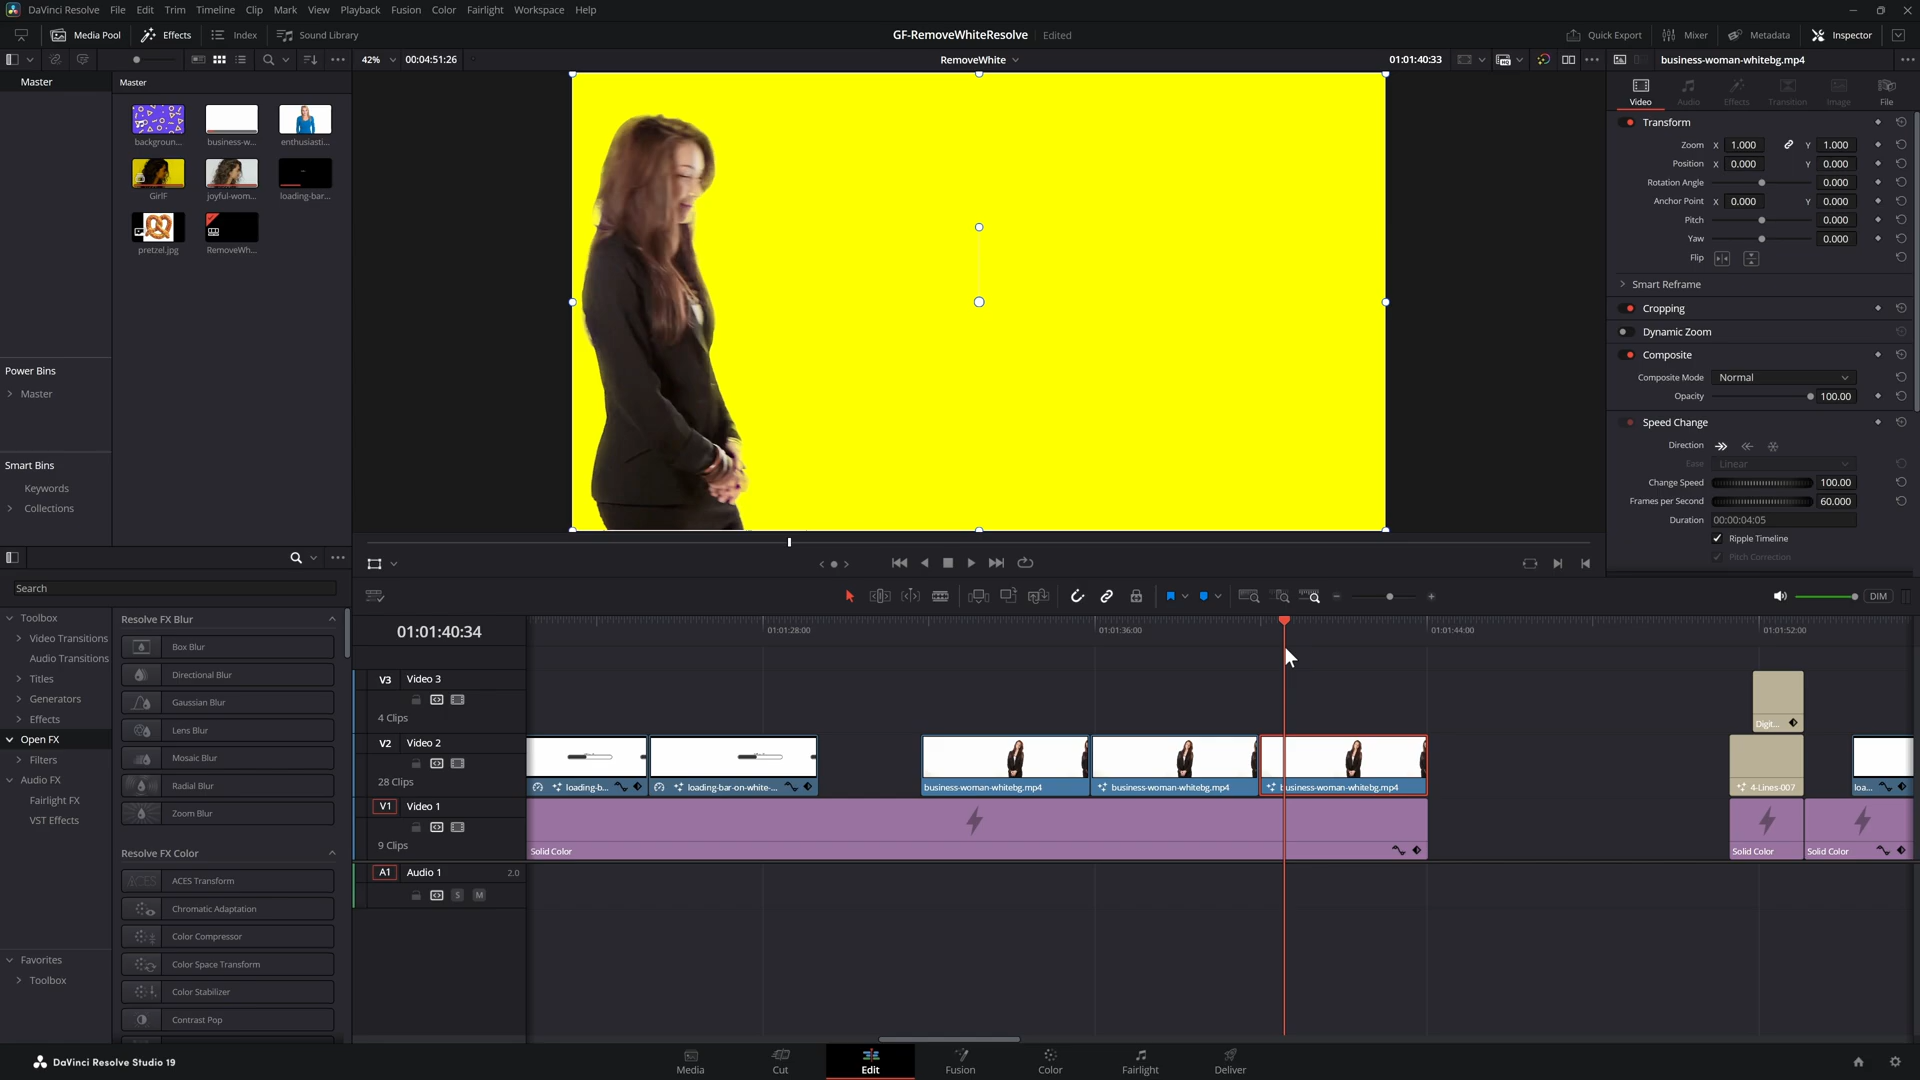 DaVinci Resolve File Edit Trim Timeline Clip Mark View Playback Fusion Color Fairlight Workspace Help
Media Pool Effects Index Sound Library GF-RemoveWhiteResolve Edited Quick Export Mixer Metadata Inspector
42% 00:04:51:26 RemoveWhite 01:01:40:33 business-woman-whitebg.mp4
Master
Master
backgroun...
business-w...
enthusiasti...
GirlF
joyful-wom...
loading-bar...
pretzel.jpg
RemoveWh...
Power Bins
Master
Smart Bins
Keywords
Collections
Video Audio Effects Transition Image File
Transform
Zoom X 1.000 Y 1.000
Position X 0.000 Y 0.000
Rotation Angle 0.000
Anchor Point X 0.000 Y 0.000
Pitch 0.000
Yaw 0.000
Flip
Smart Reframe
Cropping
Dynamic Zoom
Composite
Composite Mode Normal
Opacity 100.00
Speed Change
Direction
Ease Linear
Change Speed 100.00
Frames per Second 60.000
Duration 00:00:04:05
Ripple Timeline
Pitch Correction
Search
Toolbox
Video Transitions
Audio Transitions
Titles
Generators
Effects
Open FX
Filters
Audio FX
Fairlight FX
VST Effects
Favorites
Toolbox
Resolve FX Blur
Box Blur
Directional Blur
Gaussian Blur
Lens Blur
Mosaic Blur
Radial Blur
Zoom Blur
Resolve FX Color
ACES Transform
Chromatic Adaptation
Color Compressor
Color Space Transform
Color Stabilizer
Contrast Pop
DIM
01:01:40:34 01:01:28:00 01:01:36:00 01:01:44:00 01:01:52:00
V3 Video 3
4 Clips
Digit...
V2 Video 2
28 Clips
loading-b... loading-bar-on-white-... business-woman-whitebg.mp4 business-woman-whitebg.mp4 business-woman-whitebg.mp4 4-Lines-007 loa...
V1 Video 1
9 Clips
Solid Color Solid Color Solid Color
A1 Audio 1 2.0
S M
DaVinci Resolve Studio 19
Media Cut Edit Fusion Color Fairlight Deliver